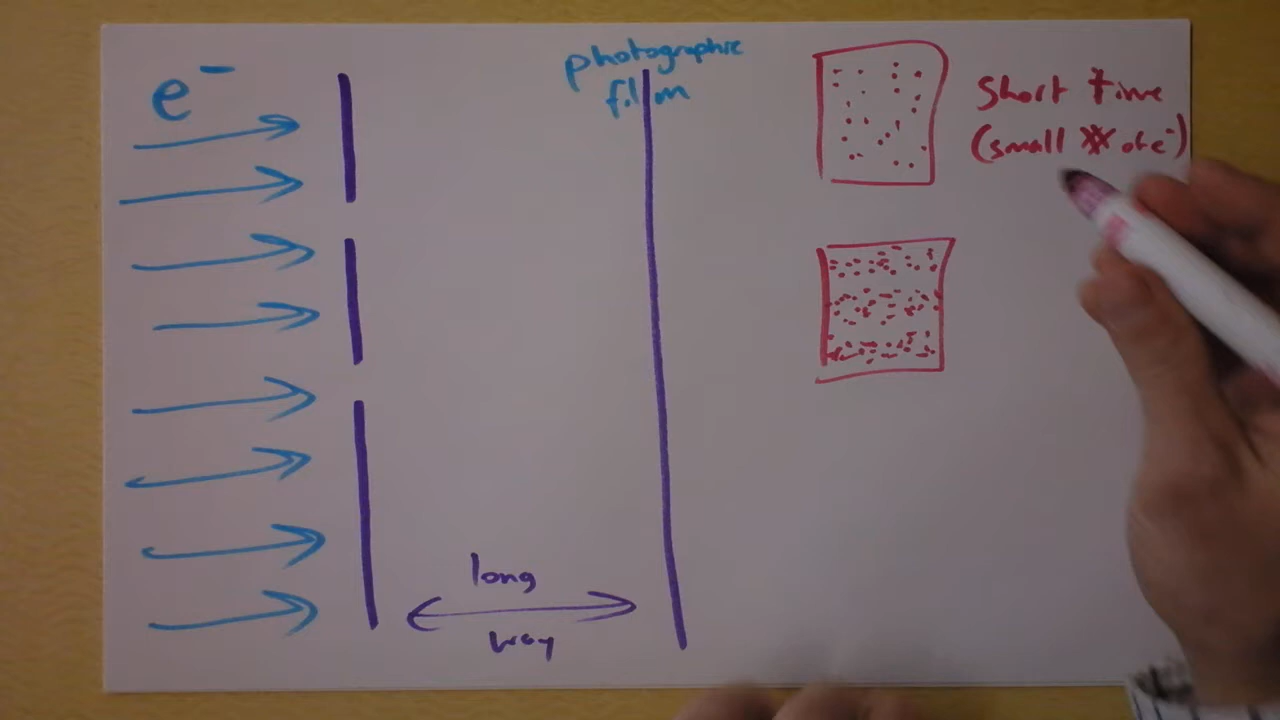 e⁻
photographic
film
Short time
(small # of e⁻)
long
way